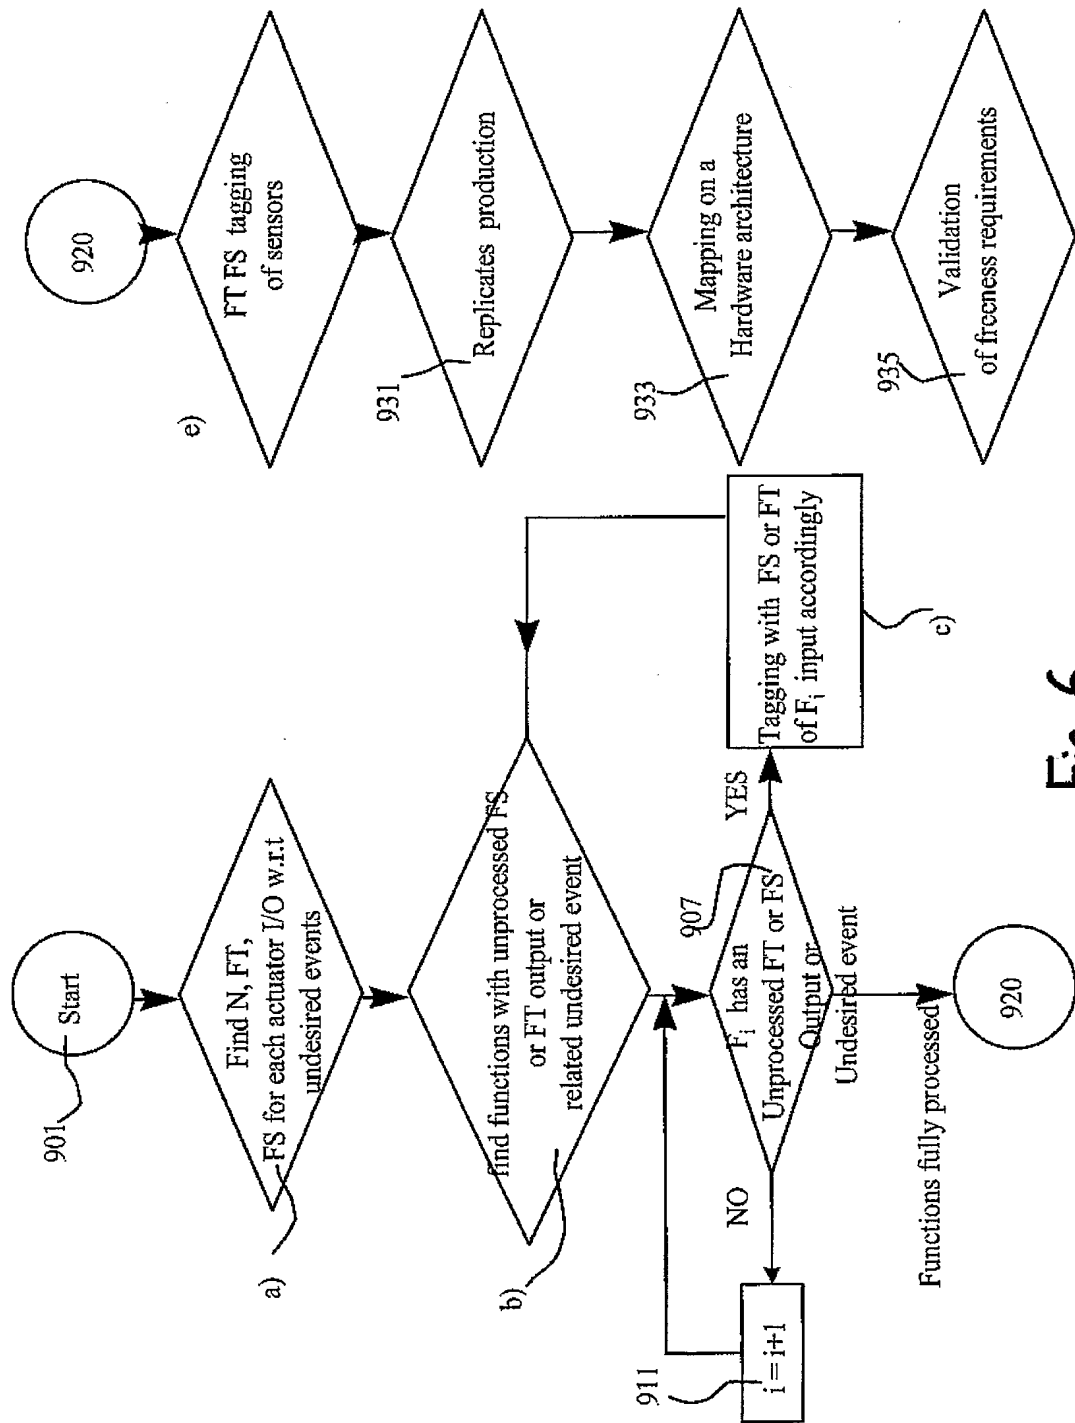 901
Start
a)
Find N, FT,
FS for each actuator I/O w.r.t
undesired events
b)
find functions with unprocessed FS
or FT output or
related undesired event
907
F i has an
Unprocessed FT or FS
Output or
Undesired event
YES
NO
911
i = i+1
Tagging with FS or FT
of F i input accordingly
c)
Functions fully processed
920
920
e)
FT FS tagging
of sensors
931
Replicates production
933
Mapping on a
Hardware architecture
935
Validation
of freeness requirements